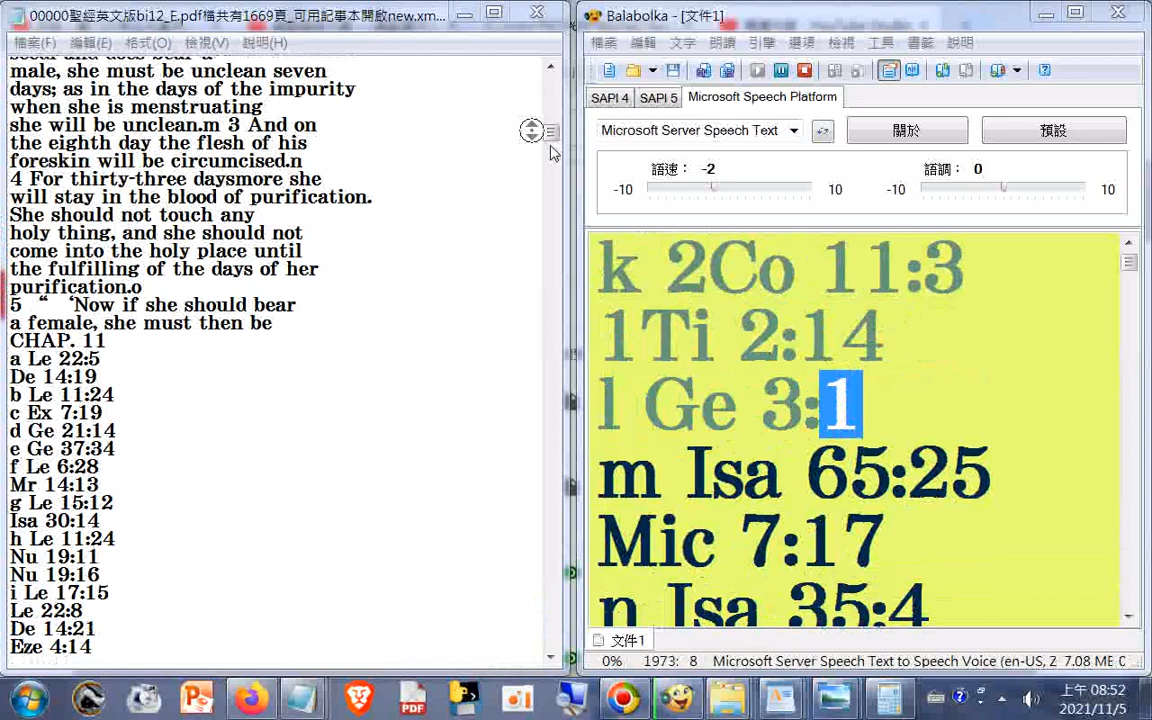 00000聖經英文版bi12_E.pdf檔共有1669頁_可用記事本開啟new.xm...
檔案(F) 編輯(E) 格式(O) 檢視(V) 說明(H)
male, she must be unclean seven
days; as in the days of the impurity
when she is menstruating
she will be unclean.m 3 And on
the eighth day the flesh of his
foreskin will be circumcised.n
4 For thirty-three daysmore she
will stay in the blood of purification.
She should not touch any
holy thing, and she should not
come into the holy place until
the fulfilling of the days of her
purification.o
5 “ ‘Now if she should bear
a female, she must then be
CHAP. 11
a Le 22:5
De 14:19
b Le 11:24
c Ex 7:19
d Ge 21:14
e Ge 37:34
f Le 6:28
Mr 14:13
g Le 15:12
Isa 30:14
h Le 11:24
Nu 19:11
Nu 19:16
i Le 17:15
Le 22:8
De 14:21
Eze 4:14
Balabolka - [文件1]
檔案 編輯 文字 朗讀 引擎 選項 檢視 工具 書籤 說明
SAPI 4 SAPI 5 Microsoft Speech Platform
Microsoft Server Speech Text 關於 預設
語速: -2 語調: 0
-10 10 -10 10
k 2Co 11:3
1Ti 2:14
l Ge 3:1
m Isa 65:25
Mic 7:17
n Isa 35:4
文件1
0% 1973: 8 Microsoft Server Speech Text to Speech Voice (en-US, Z 7.08 ME C
PDF
上午 08:52
2021/11/5